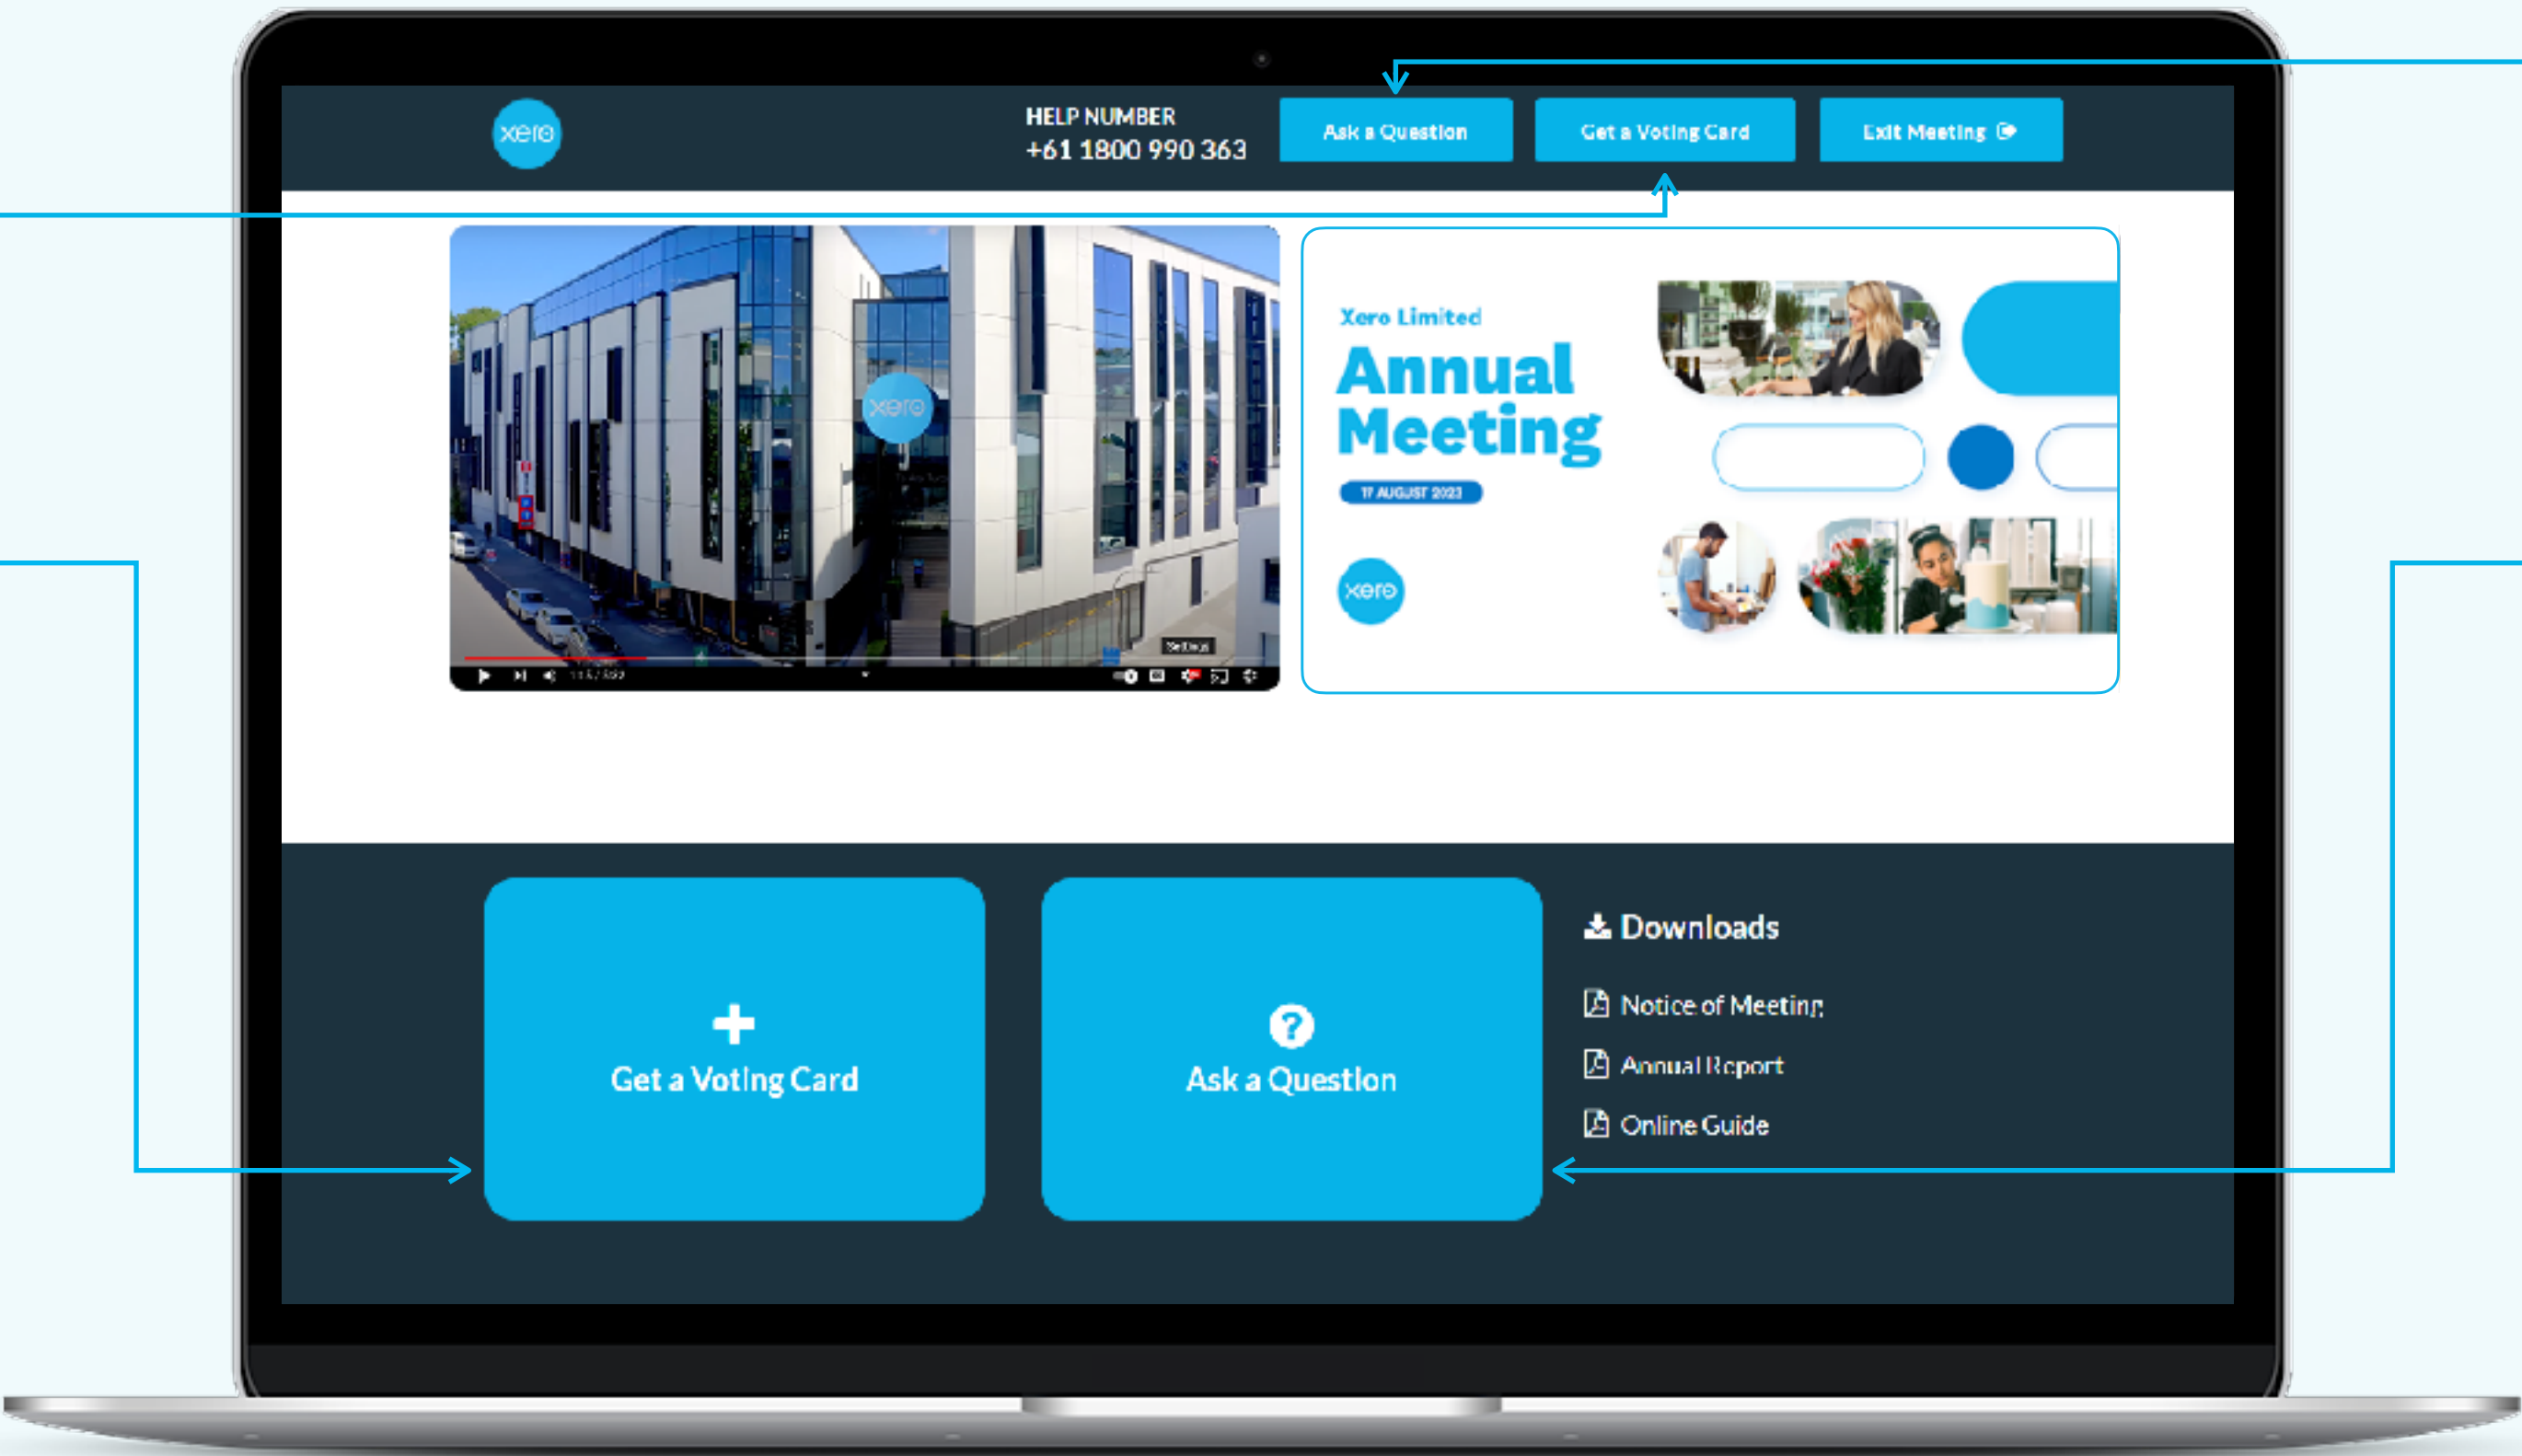 xero
HELP NUMBER
+61 1800 990 363
Ask a Question
Get a Voting Card
Exit Meeting
xero
Settings
Xero Limited
Annual
Meeting
17 AUGUST 2023
xero
Get a Voting Card
Ask a Question
Downloads
Notice of Meeting
Annual Report
Online Guide